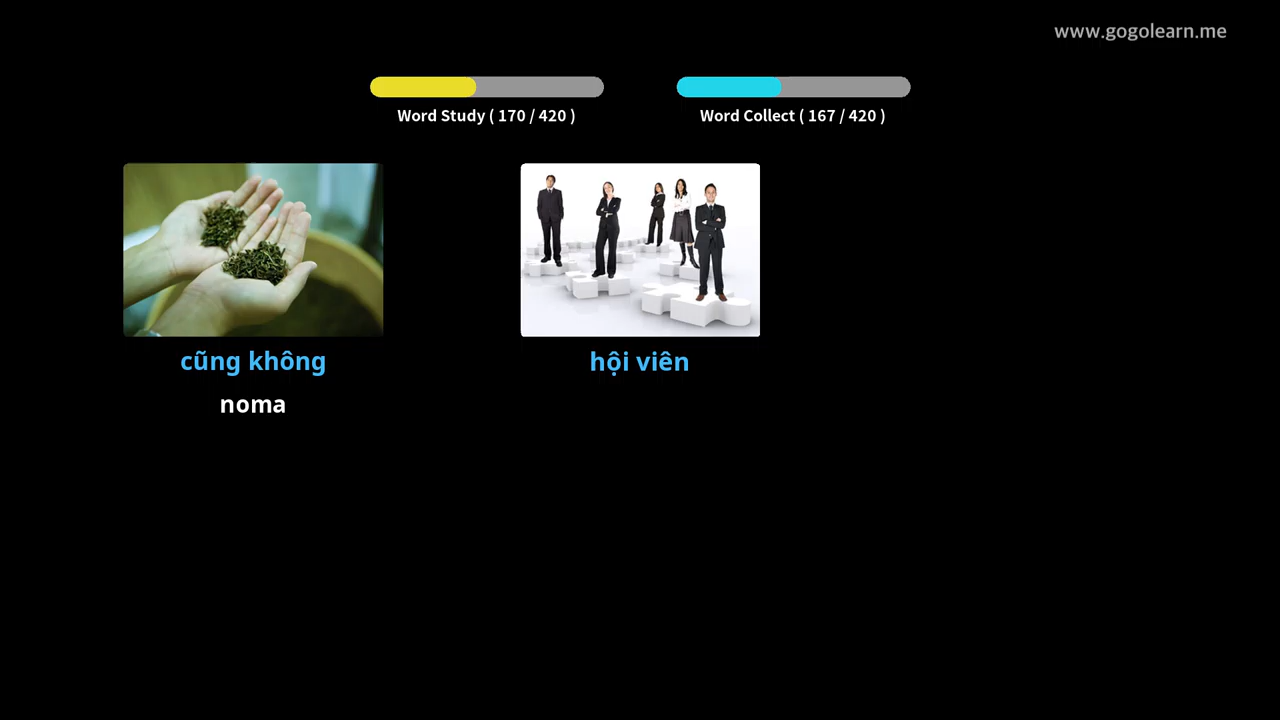 www.gogolearn.me
Word Study ( 170 / 420 )
Word Collect ( 167 / 420 )
cũng không
hội viên
noma